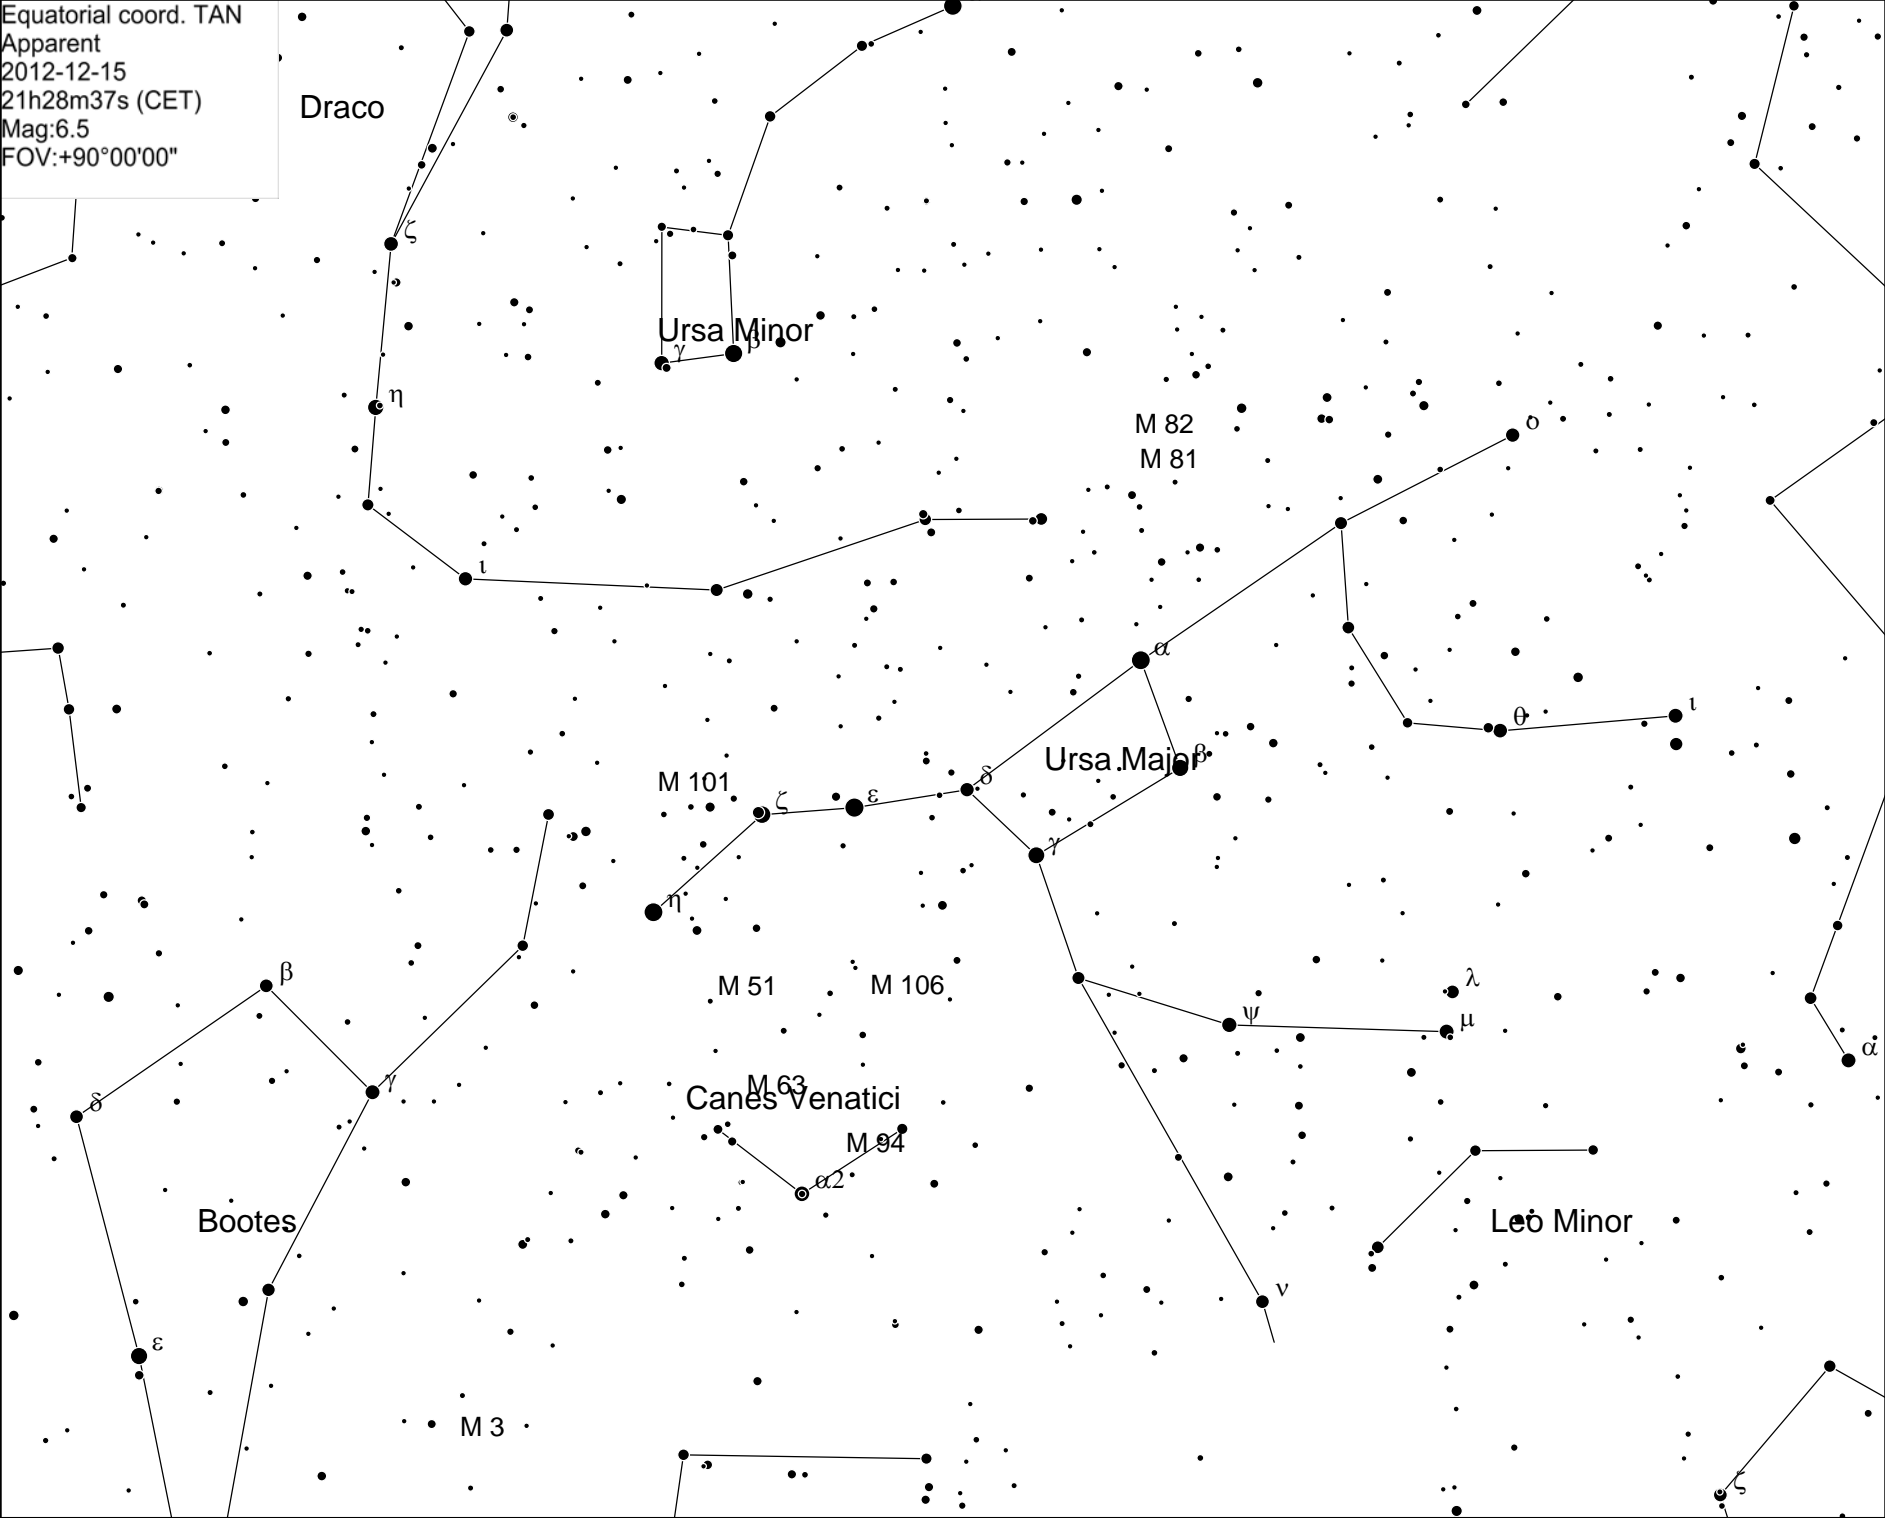 Equatorial coord. TAN
Apparent
2012-12-15
21h28m37s (CET)
Mag:6.5
FOV:+90°00'00"
Draco
ζ
Ursa Minor
γ
β
η
M 82
M 81
ο
ι
α
θ
ι
Ursa Major
β
δ
M 101
ζ
ε
γ
η
β
M 51
M 106
λ
ψ
μ
α
γ
δ
M 63
Canes Venatici
M 94
α2
Bootes
Leo Minor
ν
ε
M 3
ζ